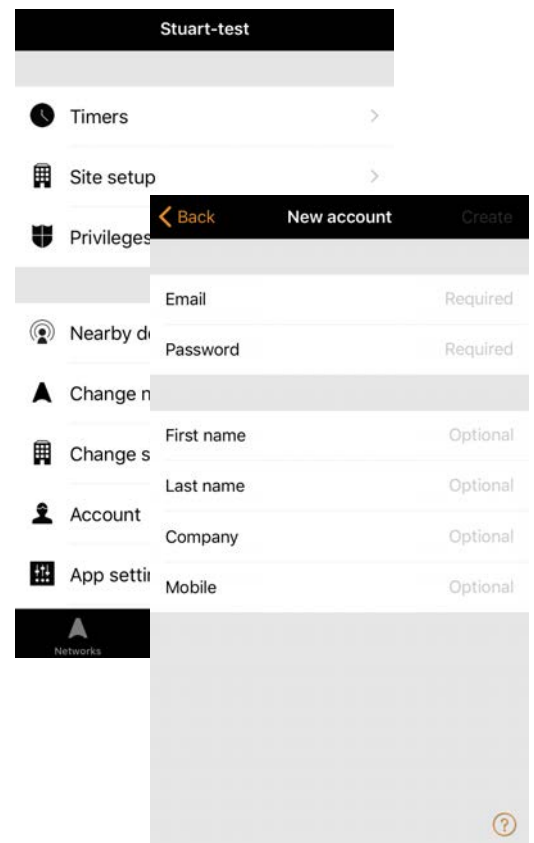 Stuart-test
Timers
Site setup
Privileges
Nearby d
Change n
Change s
Account
App setti
Networks
Back New account Create
Email Required
Password Required
First name Optional
Last name Optional
Company Optional
Mobile Optional
?